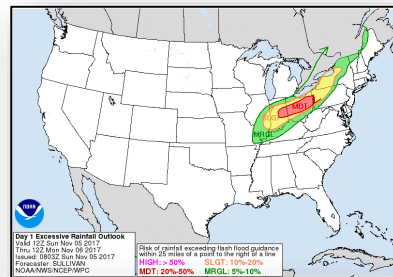 MDT
SLGT
MRGL
NOAA
Day 1 Excessive Rainfall Outlook
Valid 12Z Sun Nov 05 2017
Thru 12Z Mon Nov 06 2017
Issued: 0803Z Sun Nov 05 2017
Forecaster: SULLIVAN
NOAA/NWS/NCEP/WPC
Risk of rainfall exceeding flash flood guidance
within 25 miles of a point to the right of a line
HIGH: > 50% SLGT: 10%-20%
MDT: 20%-50% MRGL: 5%-10%